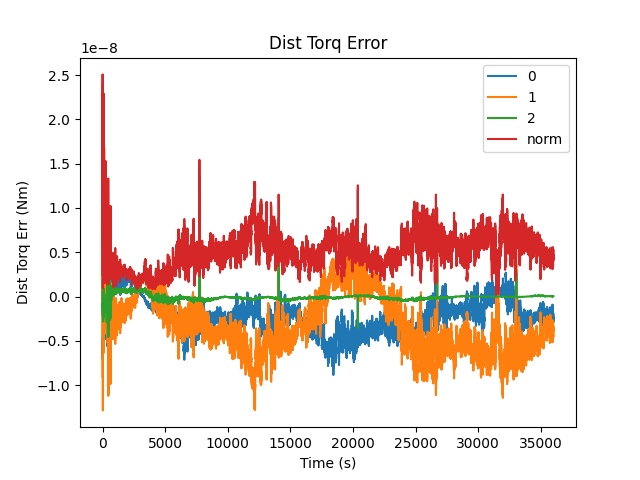 Dist Torq Error
1e−8
2.5
2.0
1.5
1.0
0.5
0.0
−0.5
−1.0
Dist Torq Err (Nm)
0
1
2
norm
0 5000 10000 15000 20000 25000 30000 35000
Time (s)